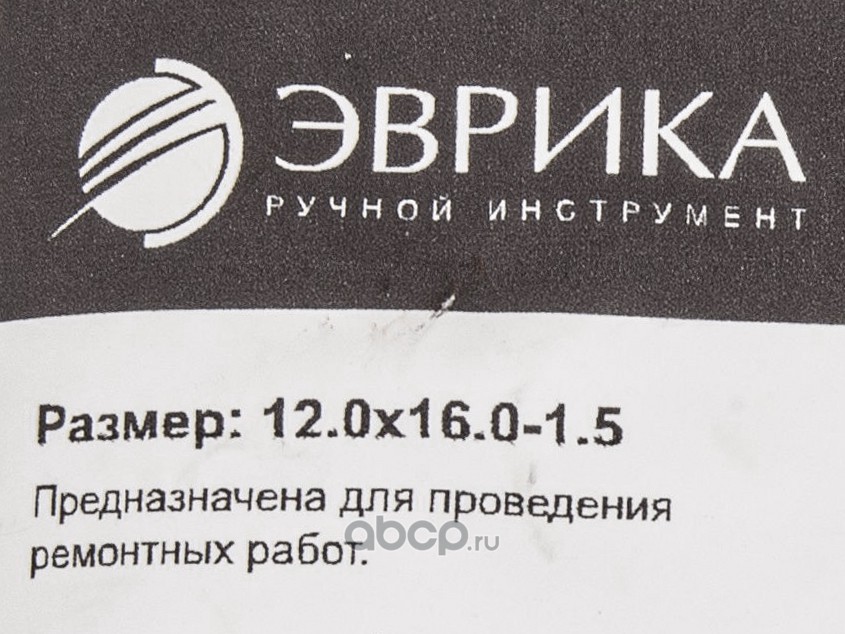 ЭВРИКА
РУЧНОЙ ИНСТРУМЕНТ
Размер: 12.0x16.0-1.5
Предназначена для проведения
ремонтных работ.
abcp.ru